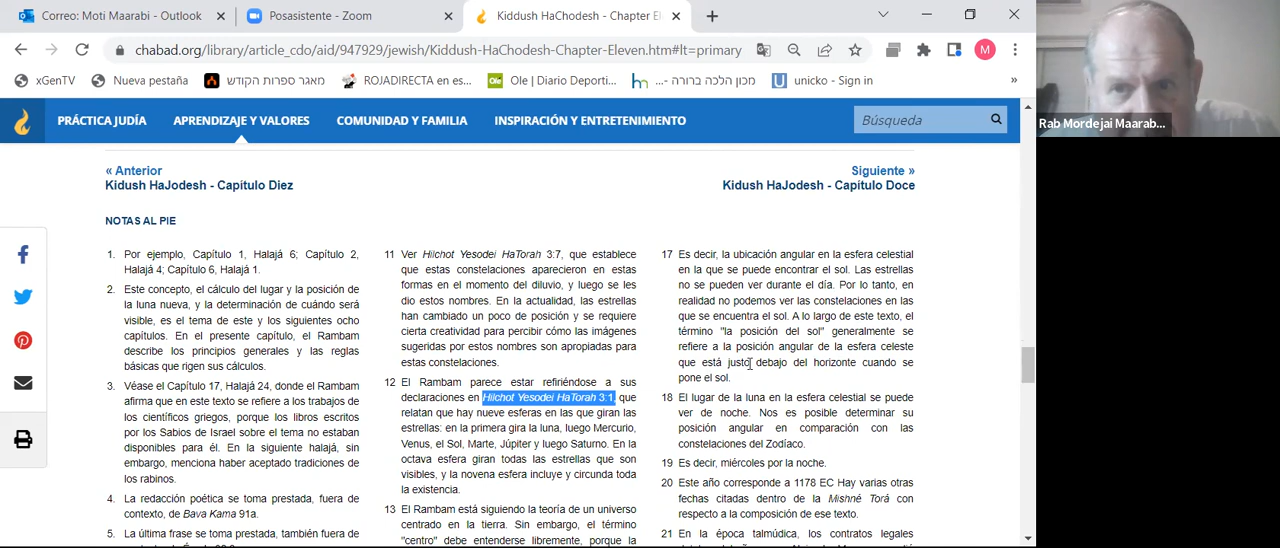 Correo: Moti Maarabi - Outlook
Posasistente - Zoom
Kiddush HaChodesh - Chapter El
chabad.org/library/article_cdo/aid/947929/jewish/Kiddush-HaChodesh-Chapter-Eleven.htm#lt=primary
M
xGenTV
Nueva pestaña
מאגר ספרות הקודש
ROJADIRECTA en es...
Ole | Diario Deporti...
מכון הלכה ברורה -...
unicko - Sign in
»
PRÁCTICA JUDÍA
APRENDIZAJE Y VALORES
COMUNIDAD Y FAMILIA
INSPIRACIÓN Y ENTRETENIMIENTO
Búsqueda
Rab Mordejai Maarab...
« Anterior
Kidush HaJodesh - Capítulo Diez
Siguiente »
Kidush HaJodesh - Capítulo Doce
NOTAS AL PIE
1. Por ejemplo, Capítulo 1, Halajá 6; Capítulo 2,
Halajá 4; Capítulo 6, Halajá 1.
2. Este concepto, el cálculo del lugar y la posición de
la luna nueva, y la determinación de cuándo será
visible, es el tema de este y los siguientes ocho
capítulos. En el presente capítulo, el Rambam
describe los principios generales y las reglas
básicas que rigen sus cálculos.
3. Véase el Capítulo 17, Halajá 24, donde el Rambam
afirma que en este texto se refiere a los trabajos de
los científicos griegos, porque los libros escritos
por los Sabios de Israel sobre el tema no estaban
disponibles para él. En la siguiente halajá, sin
embargo, menciona haber aceptado tradiciones de
los rabinos.
4. La redacción poética se toma prestada, fuera de
contexto, de Bava Kama 91a.
5. La última frase se toma prestada, también fuera de
11 Ver Hilchot Yesodei HaTorah 3:7, que establece
que estas constelaciones aparecieron en estas
formas en el momento del diluvio, y luego se les
dio estos nombres. En la actualidad, las estrellas
han cambiado un poco de posición y se requiere
cierta creatividad para percibir cómo las imágenes
sugeridas por estos nombres son apropiadas para
estas constelaciones.
12 El Rambam parece estar refiriéndose a sus
declaraciones en Hilchot Yesodei HaTorah 3:1, que
relatan que hay nueve esferas en las que giran las
estrellas: en la primera gira la luna, luego Mercurio,
Venus, el Sol, Marte, Júpiter y luego Saturno. En la
octava esfera giran todas las estrellas que son
visibles, y la novena esfera incluye y circunda toda
la existencia.
13 El Rambam está siguiendo la teoría de un universo
centrado en la tierra. Sin embargo, el término
"centro" debe entenderse libremente, porque la
17 Es decir, la ubicación angular en la esfera celestial
en la que se puede encontrar el sol. Las estrellas
no se pueden ver durante el día. Por lo tanto, en
realidad no podemos ver las constelaciones en las
que se encuentra el sol. A lo largo de este texto, el
término "la posición del sol" generalmente se
refiere a la posición angular de la esfera celeste
que está justo debajo del horizonte cuando se
pone el sol.
18 El lugar de la luna en la esfera celestial se puede
ver de noche. Nos es posible determinar su
posición angular en comparación con las
constelaciones del Zodíaco.
19 Es decir, miércoles por la noche.
20 Este año corresponde a 1178 EC Hay varias otras
fechas citadas dentro de la Mishné Torá con
respecto a la composición de ese texto.
21 En la época talmúdica, los contratos legales